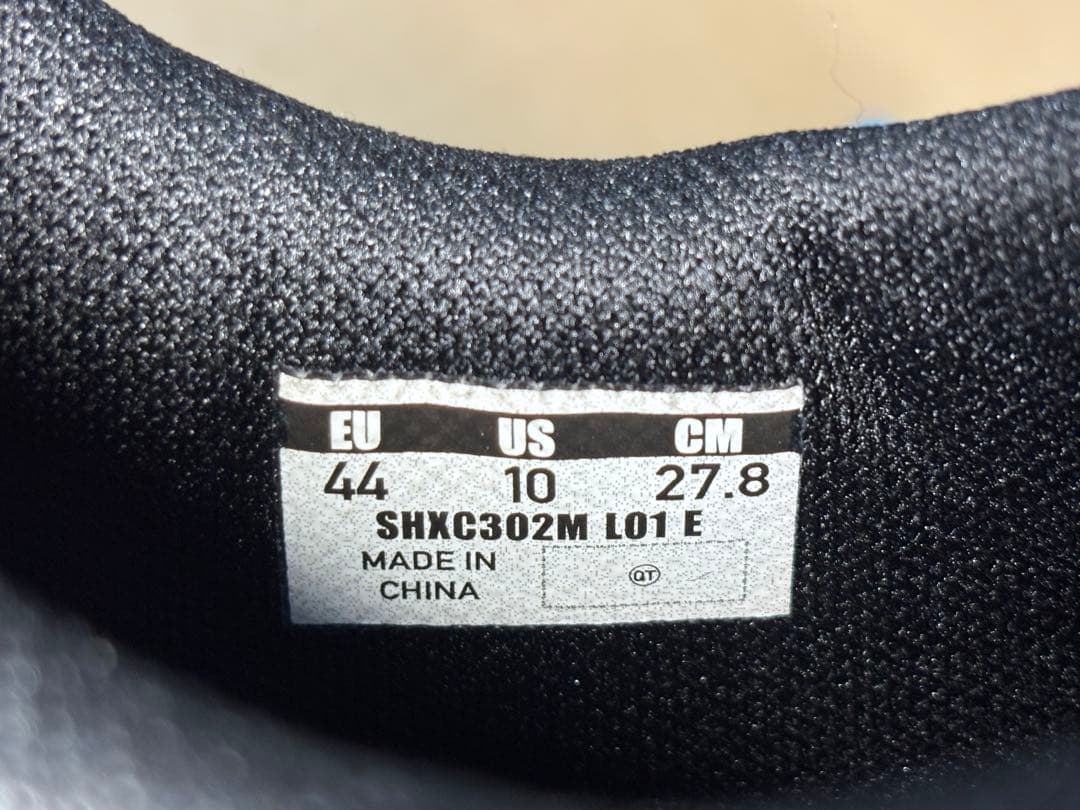 EU US CM
44 10 27.8
SHXC302M L01 E
MADE IN
CHINA
QT